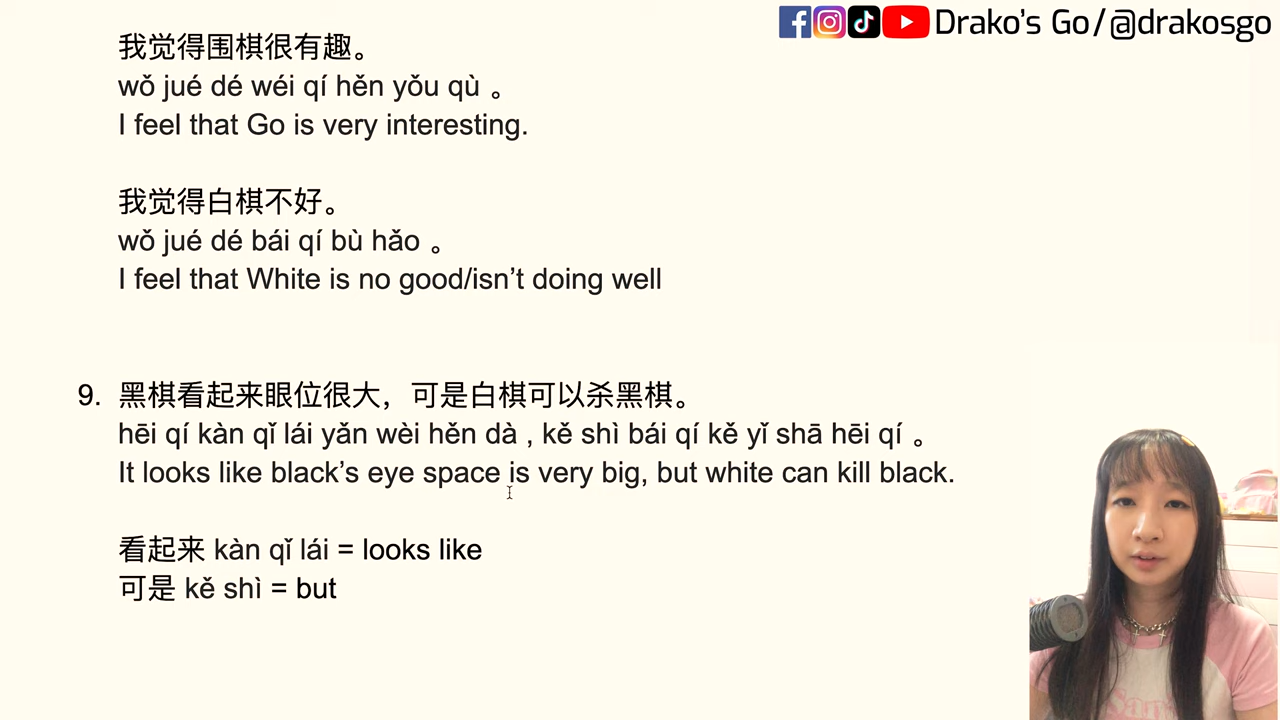 Drako's Go/@drakosgo
我觉得围棋很有趣。
wǒ jué dé wéi qí hěn yǒu qù 。
I feel that Go is very interesting.
我觉得白棋不好。
wǒ jué dé bái qí bù hǎo 。
I feel that White is no good/isn’t doing well
9. 黑棋看起来眼位很大，可是白棋可以杀黑棋。
hēi qí kàn qǐ lái yǎn wèi hěn dà , kě shì bái qí kě yǐ shā hēi qí 。
It looks like black’s eye space is very big, but white can kill black.
看起来 kàn qǐ lái = looks like
可是 kě shì = but